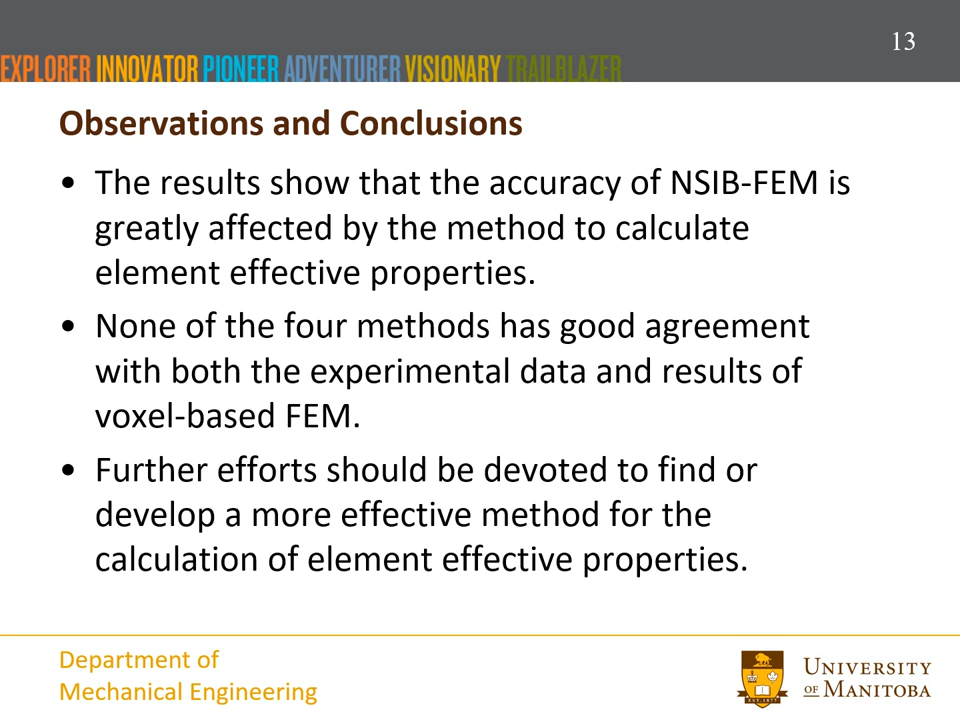 13
EXPLORER INNOVATOR PIONEER ADVENTURER VISIONARY TRAILBLAZER
Observations and Conclusions
• The results show that the accuracy of NSIB-FEM is
greatly affected by the method to calculate
element effective properties.
• None of the four methods has good agreement
with both the experimental data and results of
voxel-based FEM.
• Further efforts should be devoted to find or
develop a more effective method for the
calculation of element effective properties.
Department of
Mechanical Engineering
UNIVERSITY
OF MANITOBA